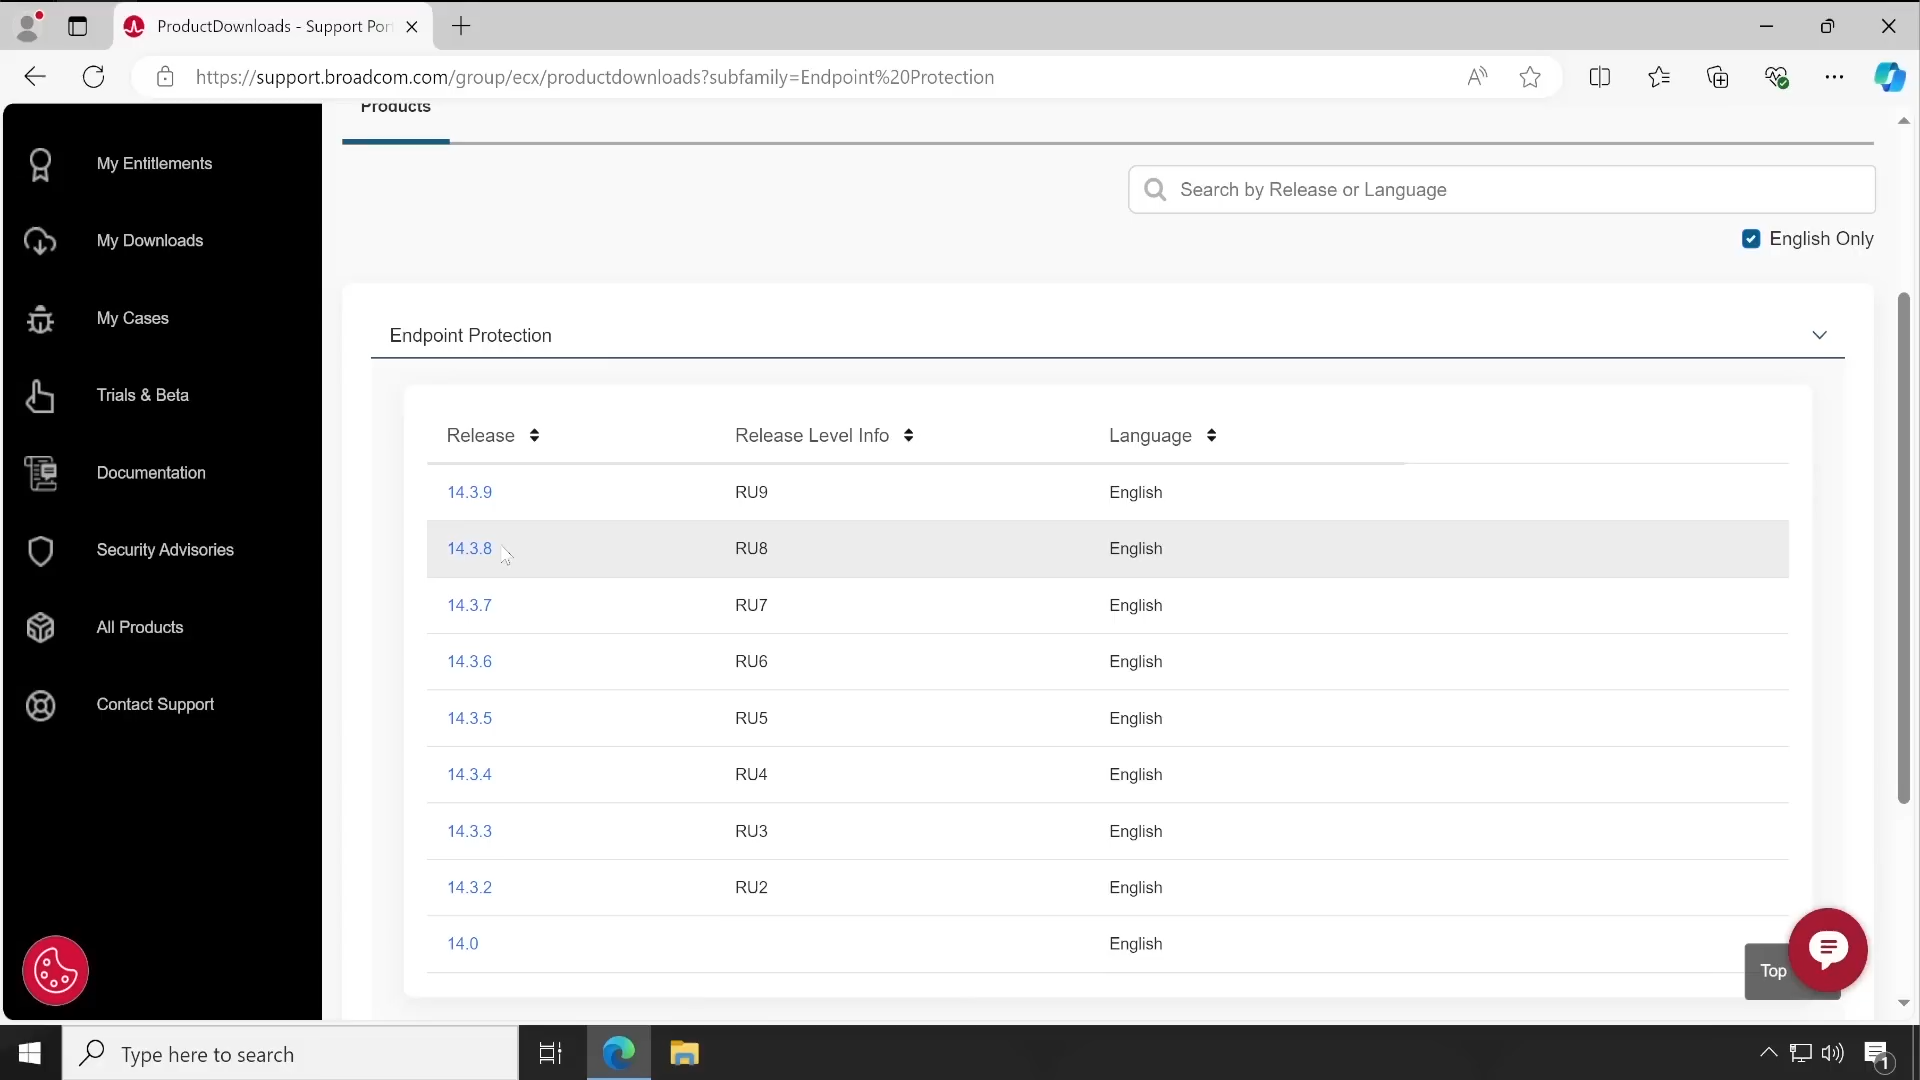 ProductDownloads - Support Por
https://support.broadcom.com/group/ecx/productdownloads?subfamily=Endpoint%20Protection
My Entitlements
My Downloads
My Cases
Trials & Beta
Documentation
Security Advisories
All Products
Contact Support
Products
Search by Release or Language
English Only
Endpoint Protection
Release Release Level Info Language
14.3.9 RU9 English
14.3.8 RU8 English
14.3.7 RU7 English
14.3.6 RU6 English
14.3.5 RU5 English
14.3.4 RU4 English
14.3.3 RU3 English
14.3.2 RU2 English
14.0 English
Top
Type here to search
1